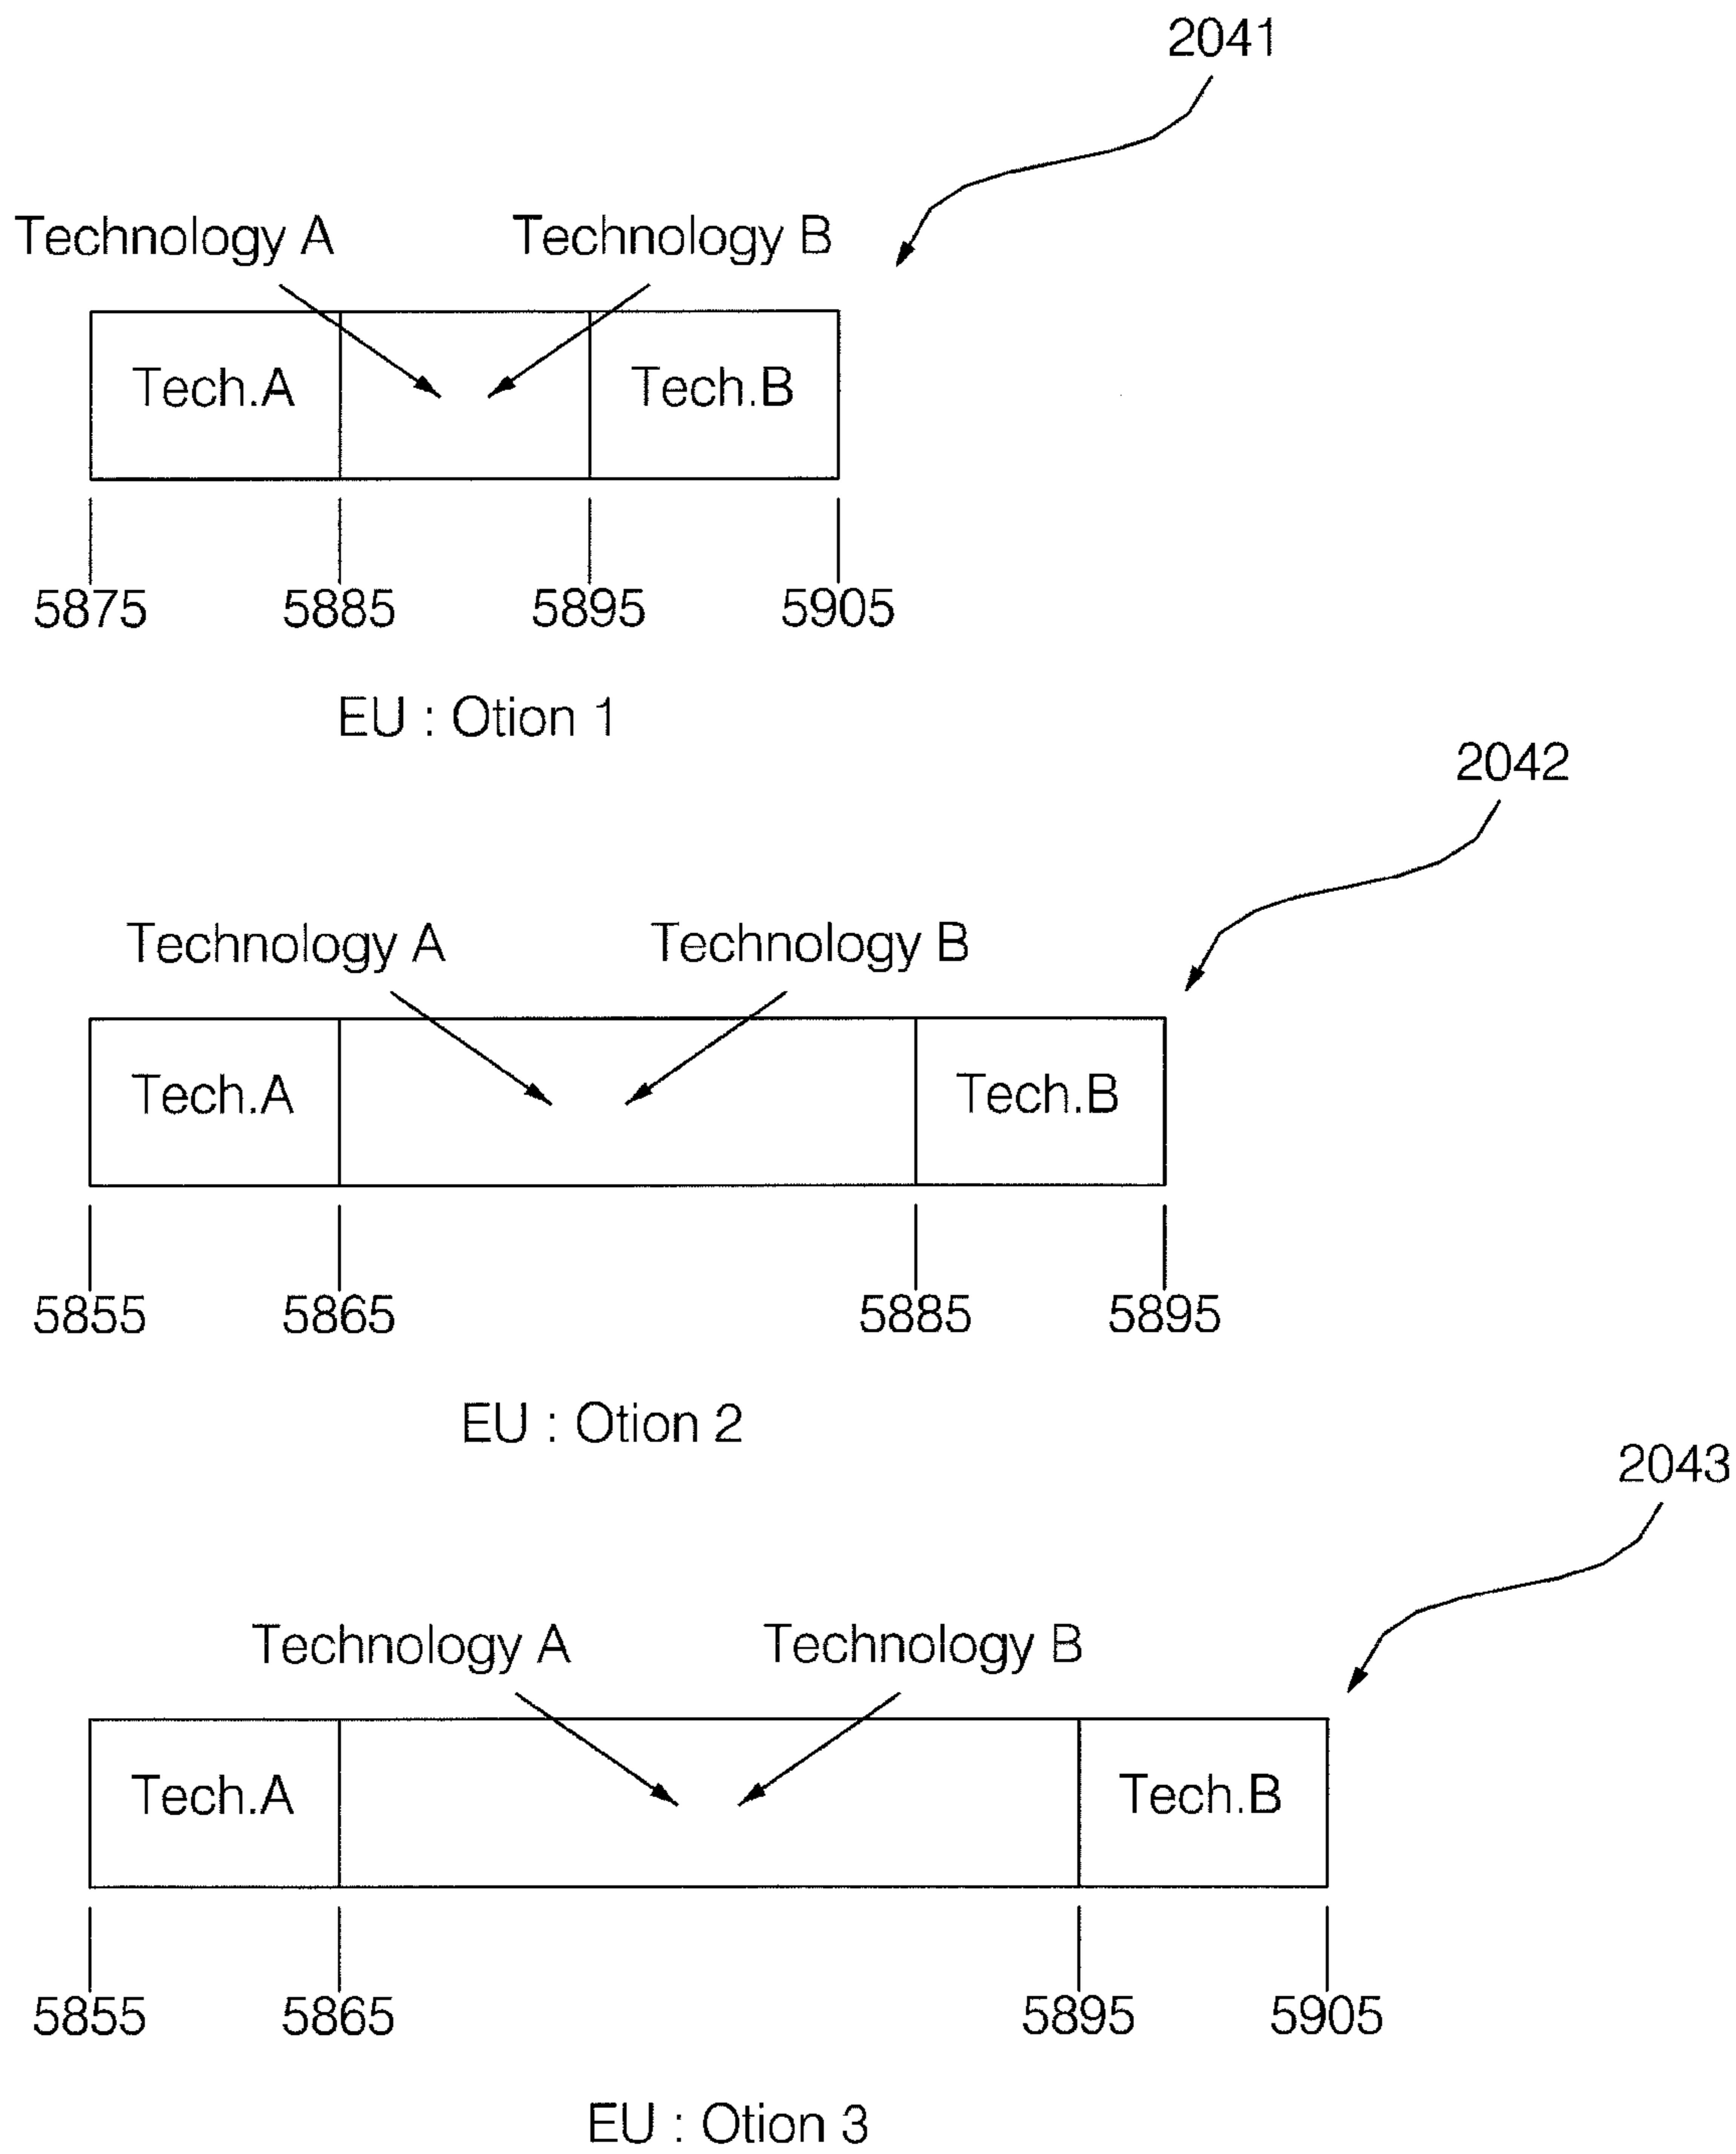 2041
Technology A Technology B
Tech.A Tech.B
5875 5885 5895 5905
EU : Otion 1
2042
Technology A Technology B
Tech.A Tech.B
5855 5865 5885 5895
EU : Otion 2
2043
Technology A Technology B
Tech.A Tech.B
5855 5865 5895 5905
EU : Otion 3